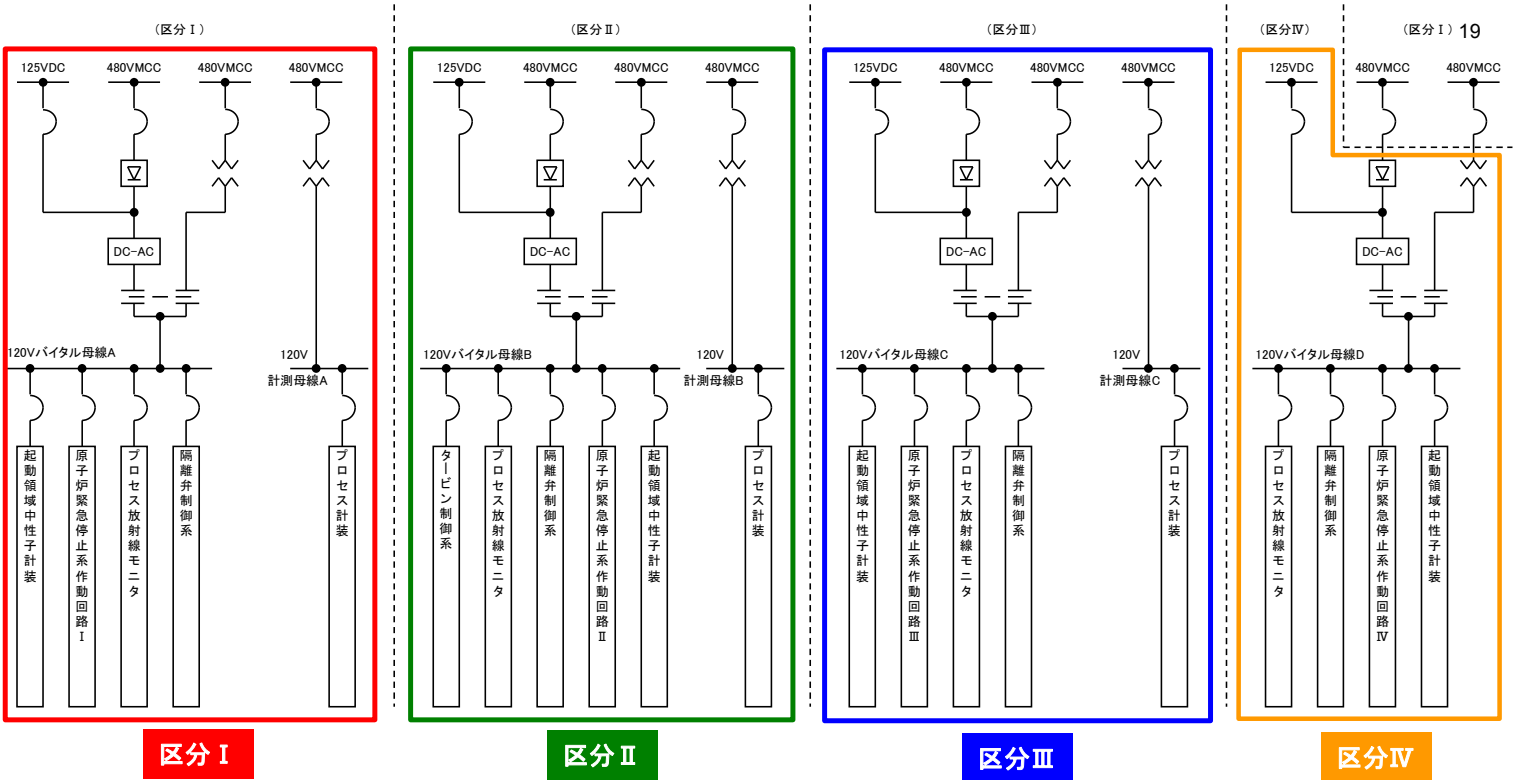 （区分Ⅰ）
（区分Ⅱ）
（区分Ⅲ）
（区分Ⅳ）
（区分Ⅰ）
19
125VDC
480VMCC
480VMCC
480VMCC
125VDC
480VMCC
480VMCC
480VMCC
125VDC
480VMCC
480VMCC
480VMCC
125VDC
480VMCC
480VMCC
DC-AC
DC-AC
DC-AC
DC-AC
120Vバイタル母線A
120V
計測母線A
120Vバイタル母線B
120V
計測母線B
120Vバイタル母線C
120V
計測母線C
120Vバイタル母線D
起動領域中性子計装
原子炉緊急停止系作動回路Ⅰ
プロセス放射線モニタ
隔離弁制御系
プロセス計装
タービン制御系
プロセス放射線モニタ
隔離弁制御系
原子炉緊急停止系作動回路Ⅱ
起動領域中性子計装
プロセス計装
起動領域中性子計装
原子炉緊急停止系作動回路Ⅲ
プロセス放射線モニタ
隔離弁制御系
プロセス計装
プロセス放射線モニタ
隔離弁制御系
原子炉緊急停止系作動回路Ⅳ
起動領域中性子計装
区分Ⅰ
区分Ⅱ
区分Ⅲ
区分Ⅳ